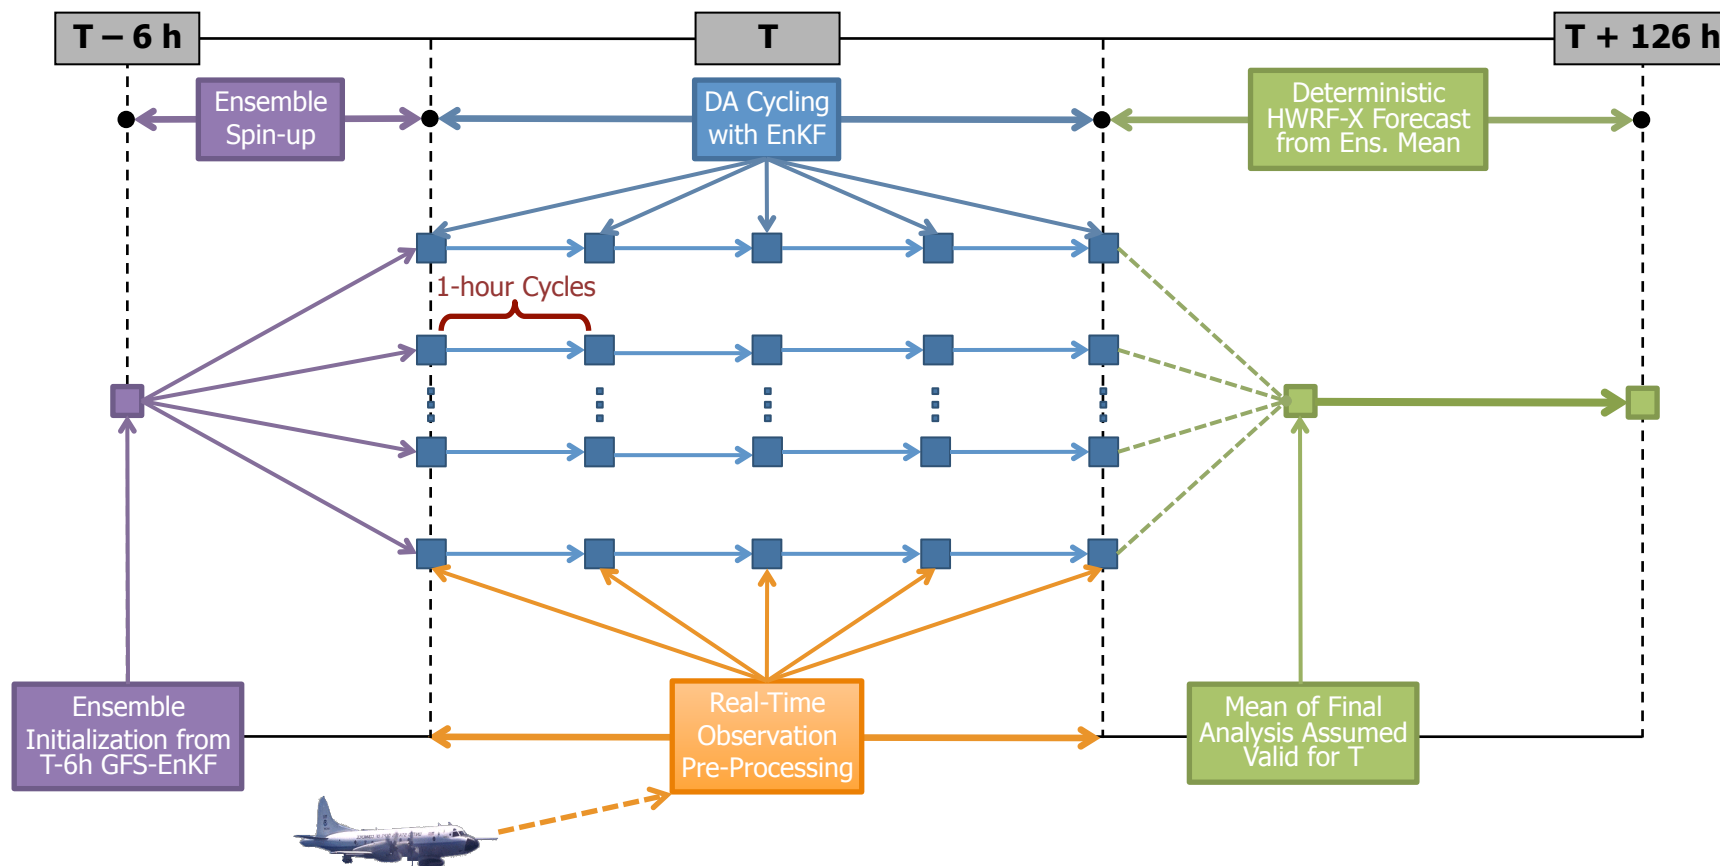 T – 6 h
T
T + 126 h
Ensemble
Spin-up
DA Cycling
with EnKF
Deterministic
HWRF-X Forecast
from Ens. Mean
1-hour Cycles
Ensemble
Initialization from
T-6h GFS-EnKF
Real-Time
Observation
Pre-Processing
Mean of Final
Analysis Assumed
Valid for T